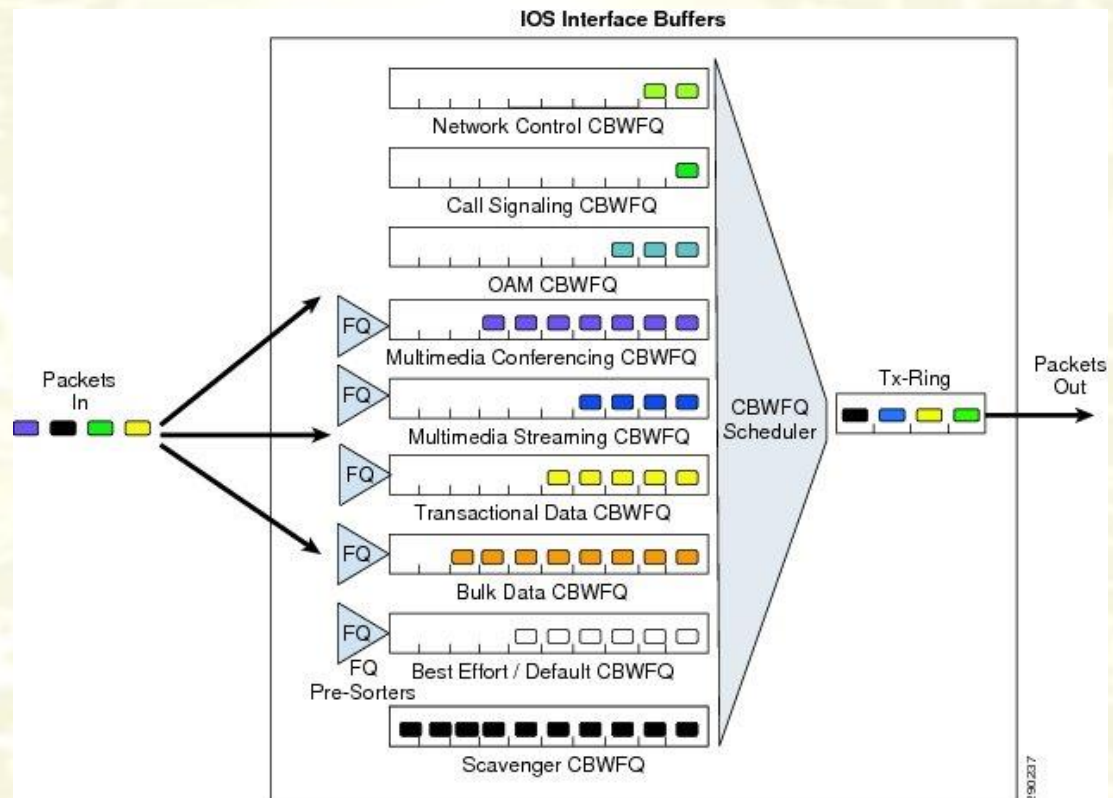 IOS Interface Buffers
Network Control CBWFQ
Call Signaling CBWFQ
OAM CBWFQ
FQ
Multimedia Conferencing CBWFQ
Packets
In
FQ
Multimedia Streaming CBWFQ
CBWFQ
Scheduler
Tx-Ring
Packets
Out
FQ
Transactional Data CBWFQ
FQ
Bulk Data CBWFQ
FQ
FQ
Pre-Sorters
Best Effort / Default CBWFQ
Scavenger CBWFQ
290237